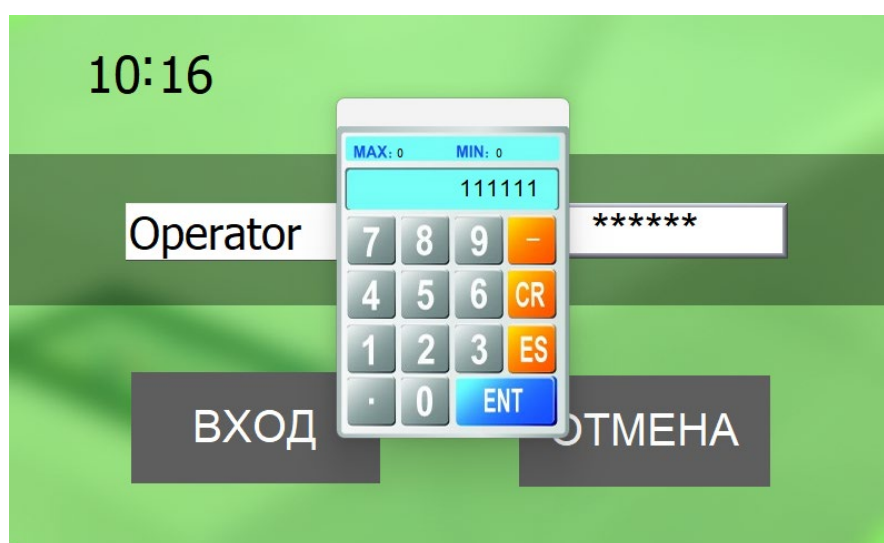 10:16
MAX: 0 MIN: 0
111111
Operator
******
7 8 9 -
4 5 6 CR
1 2 3 ES
. 0 ENT
ВХОД
ОТМЕНА